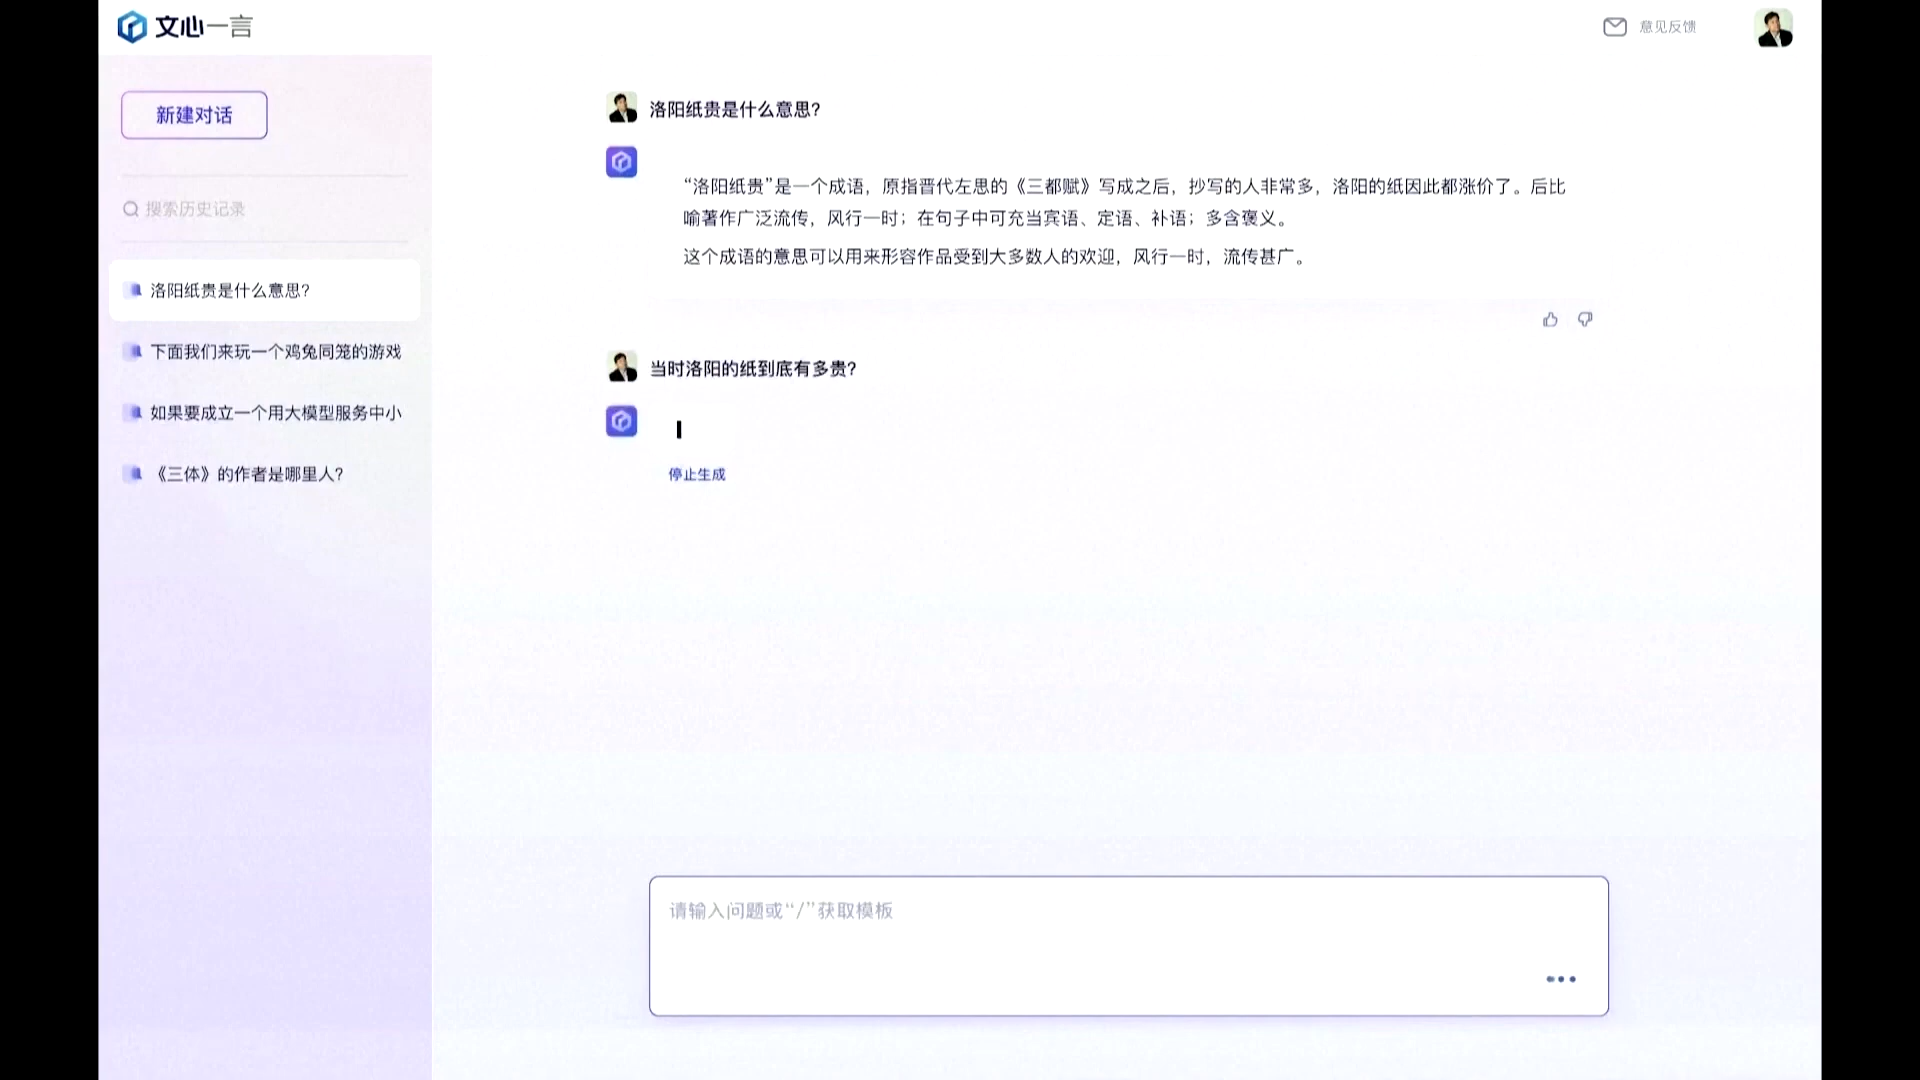 文心一言
意见反馈
新建对话
搜索历史记录
洛阳纸贵是什么意思?
下面我们来玩一个鸡兔同笼的游戏
如果要成立一个用大模型服务中小
《三体》的作者是哪里人?
洛阳纸贵是什么意思?
“洛阳纸贵”是一个成语，原指晋代左思的《三都赋》写成之后，抄写的人非常多，洛阳的纸因此都涨价了。后比
喻著作广泛流传，风行一时；在句子中可充当宾语、定语、补语；多含褒义。
这个成语的意思可以用来形容作品受到大多数人的欢迎，风行一时，流传甚广。
当时洛阳的纸到底有多贵?
停止生成
请输入问题或“/”获取模板